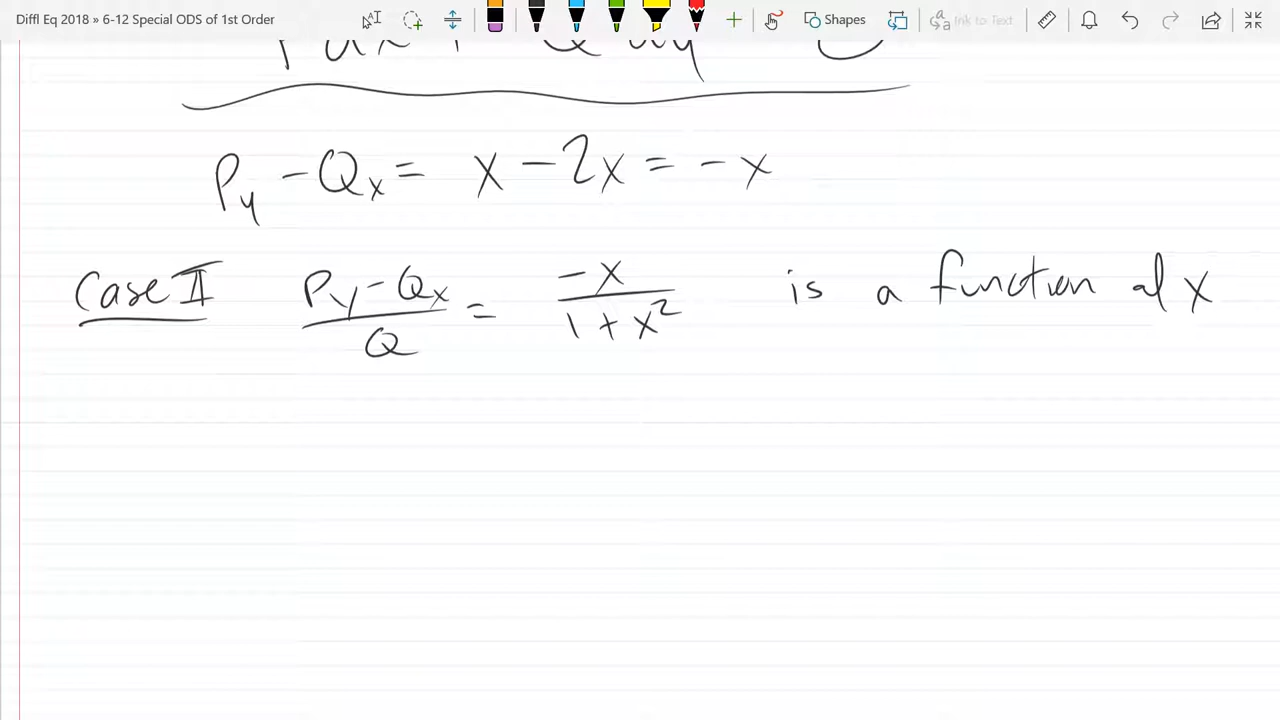 Diffl Eq 2018 » 6-12 Special ODS of 1st Order
Shapes
Ink to Text
P_y - Q_x = x - 2x = -x
Case II (P_y - Q_x)/Q = -x/(1 + x²) is a function of x